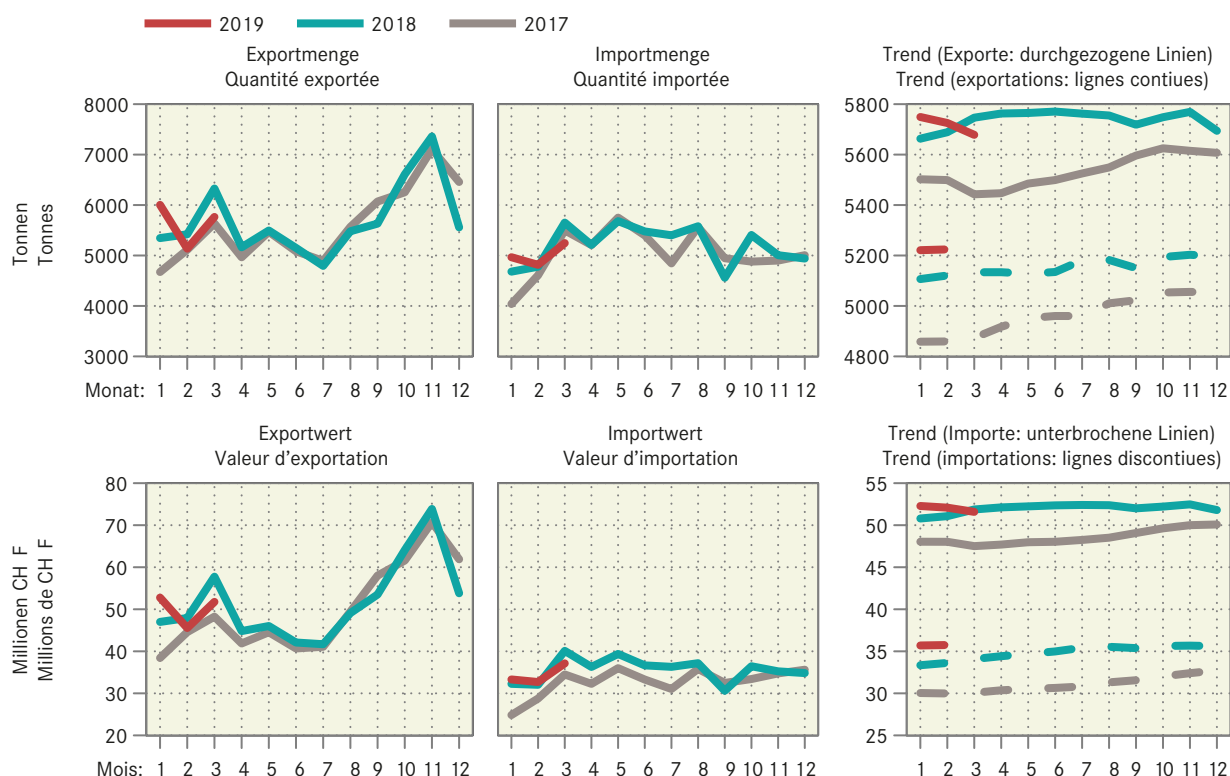 2019 2018 2017
Exportmenge
Quantité exportée
Importmenge
Quantité importée
Trend (Exporte: durchgezogene Linien)
Trend (exportations: lignes contiues)
Tonnen
Tonnes
8000
7000
6000
5000
4000
3000
5800
5600
5400
5200
5000
4800
Monat: 1 2 3 4 5 6 7 8 9 10 11 12
1 2 3 4 5 6 7 8 9 10 11 12
1 2 3 4 5 6 7 8 9 10 11 12
Exportwert
Valeur d'exportation
Importwert
Valeur d'importation
Trend (Importe: unterbrochene Linien)
Trend (importations: lignes discontiues)
Millionen CH F
Millions de CH F
80
70
60
50
40
30
20
55
50
45
40
35
30
25
Mois: 1 2 3 4 5 6 7 8 9 10 11 12
1 2 3 4 5 6 7 8 9 10 11 12
1 2 3 4 5 6 7 8 9 10 11 12